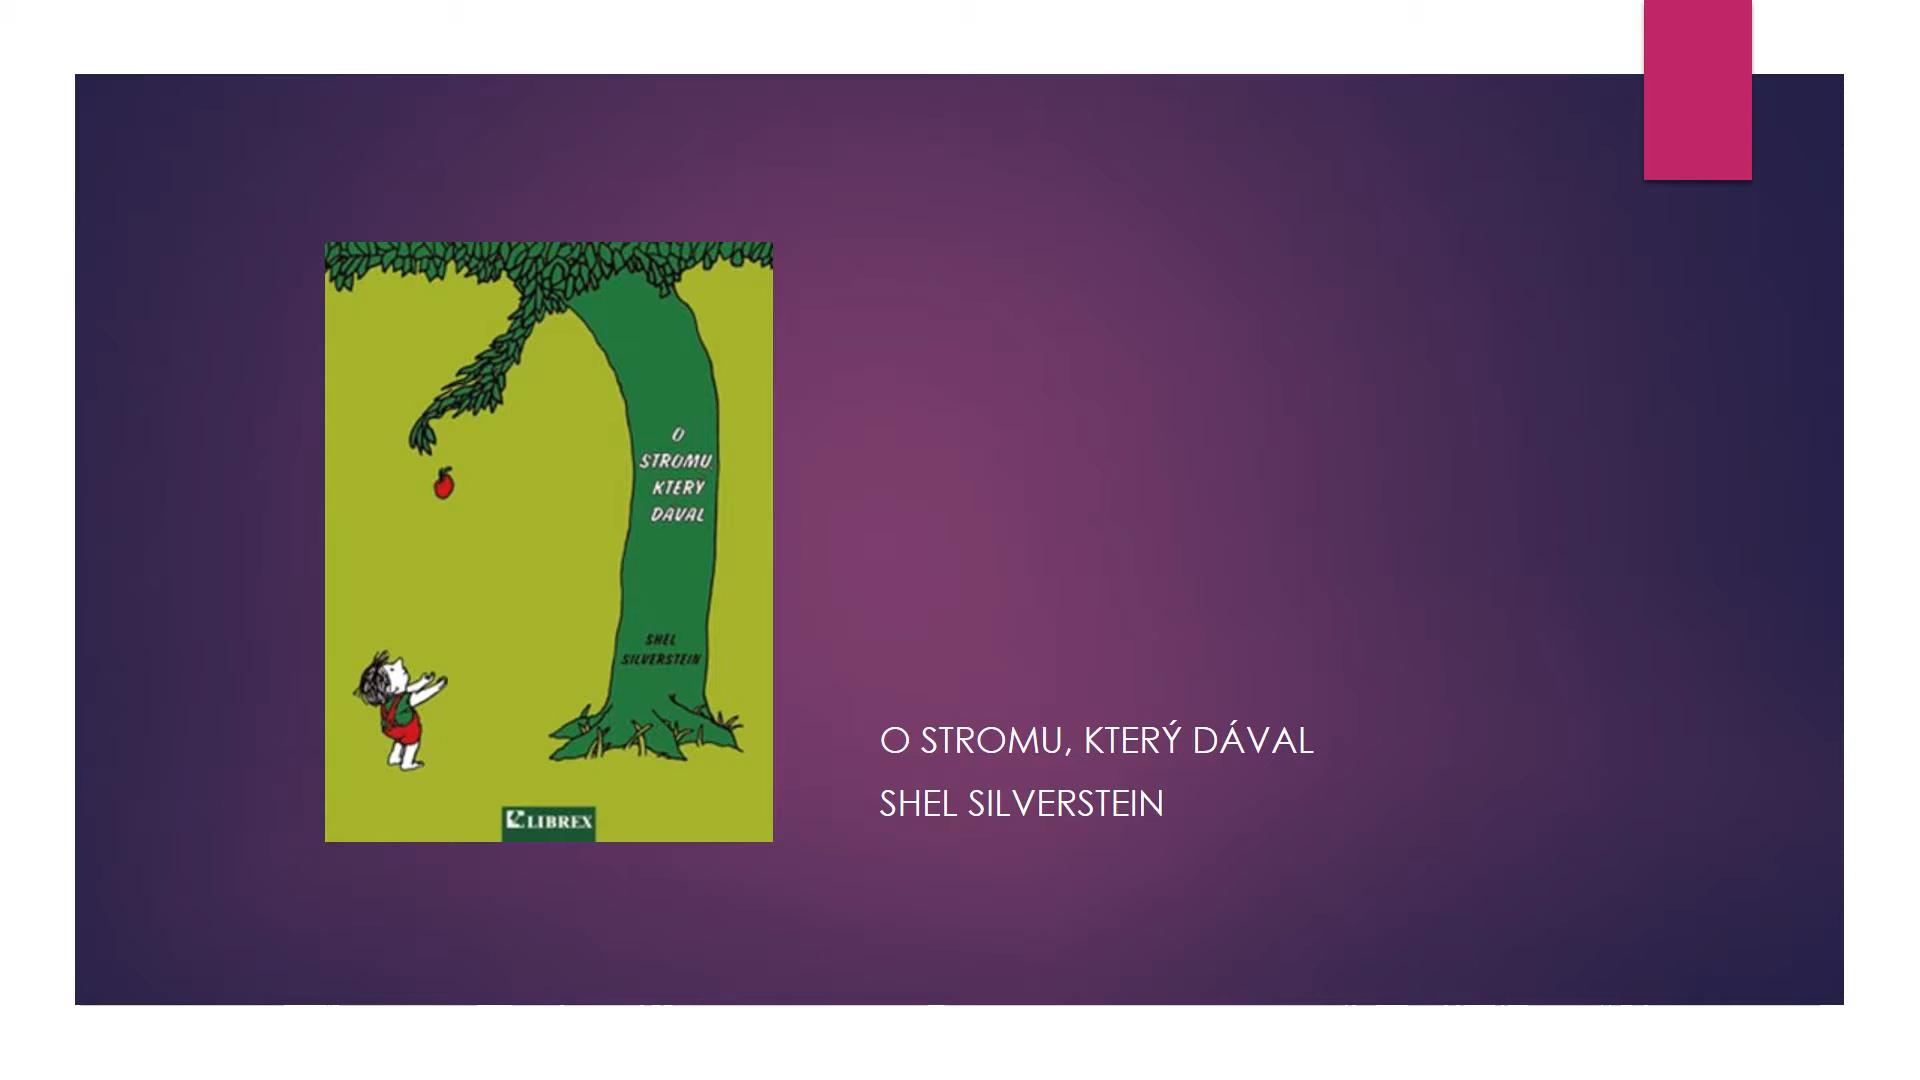 O
STROMU,
KTERÝ
DÁVAL
SHEL
SILVERSTEIN
LIBREX
O STROMU, KTERÝ DÁVAL
SHEL SILVERSTEIN